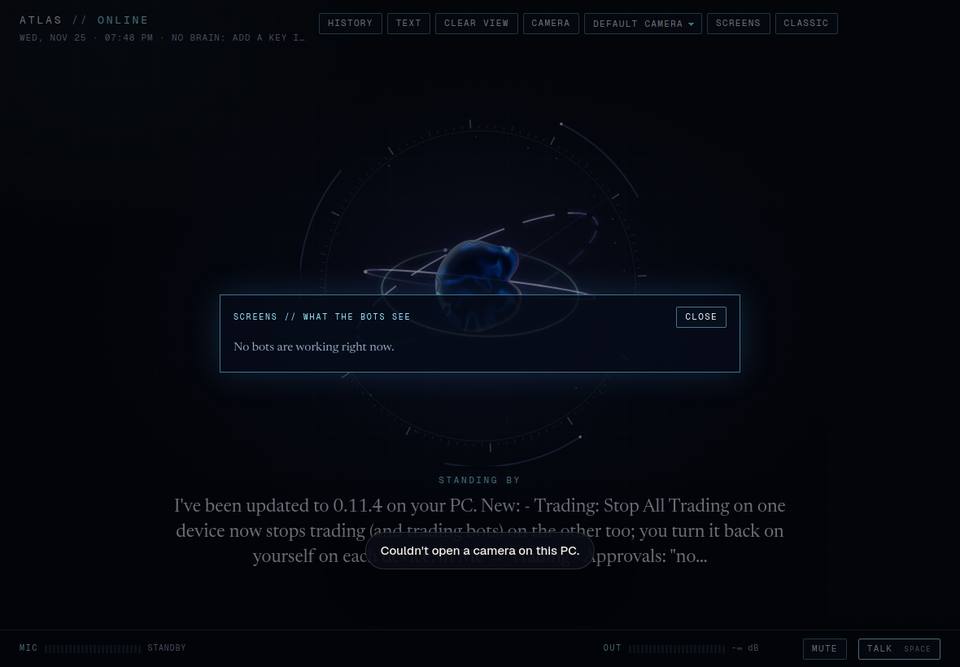 ATLAS // ONLINE
HISTORY TEXT CLEAR VIEW CAMERA DEFAULT CAMERA SCREENS CLASSIC
WED, NOV 25 · 07:48 PM · NO BRAIN: ADD A KEY I…
SCREENS // WHAT THE BOTS SEE
CLOSE
No bots are working right now.
STANDING BY
I've been updated to 0.11.4 on your PC. New: - Trading: Stop All Trading on one
device now stops trading (and trading bots) on the other too; you turn it back on
yourself on each
Approvals: "no...
Couldn't open a camera on this PC.
MIC STANDBY OUT -∞ dB MUTE TALK SPACE